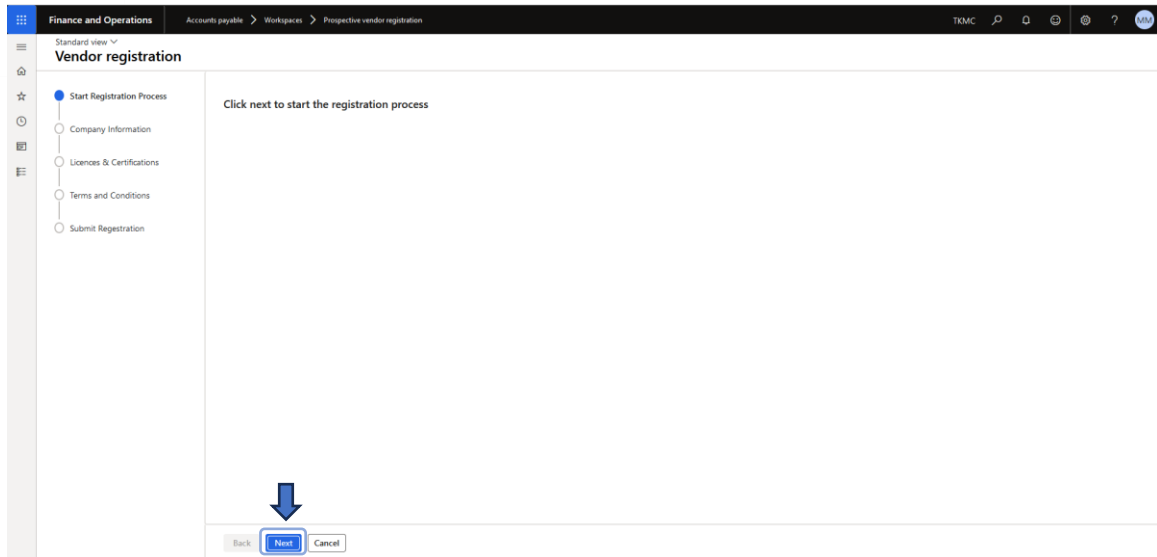 Finance and Operations Accounts payable > Workspaces > Prospective vendor registration TKMC ? MM
Standard view
Vendor registration
Start Registration Process
Click next to start the registration process
Company Information
Licences & Certifications
Terms and Conditions
Submit Regestration
Back Next Cancel